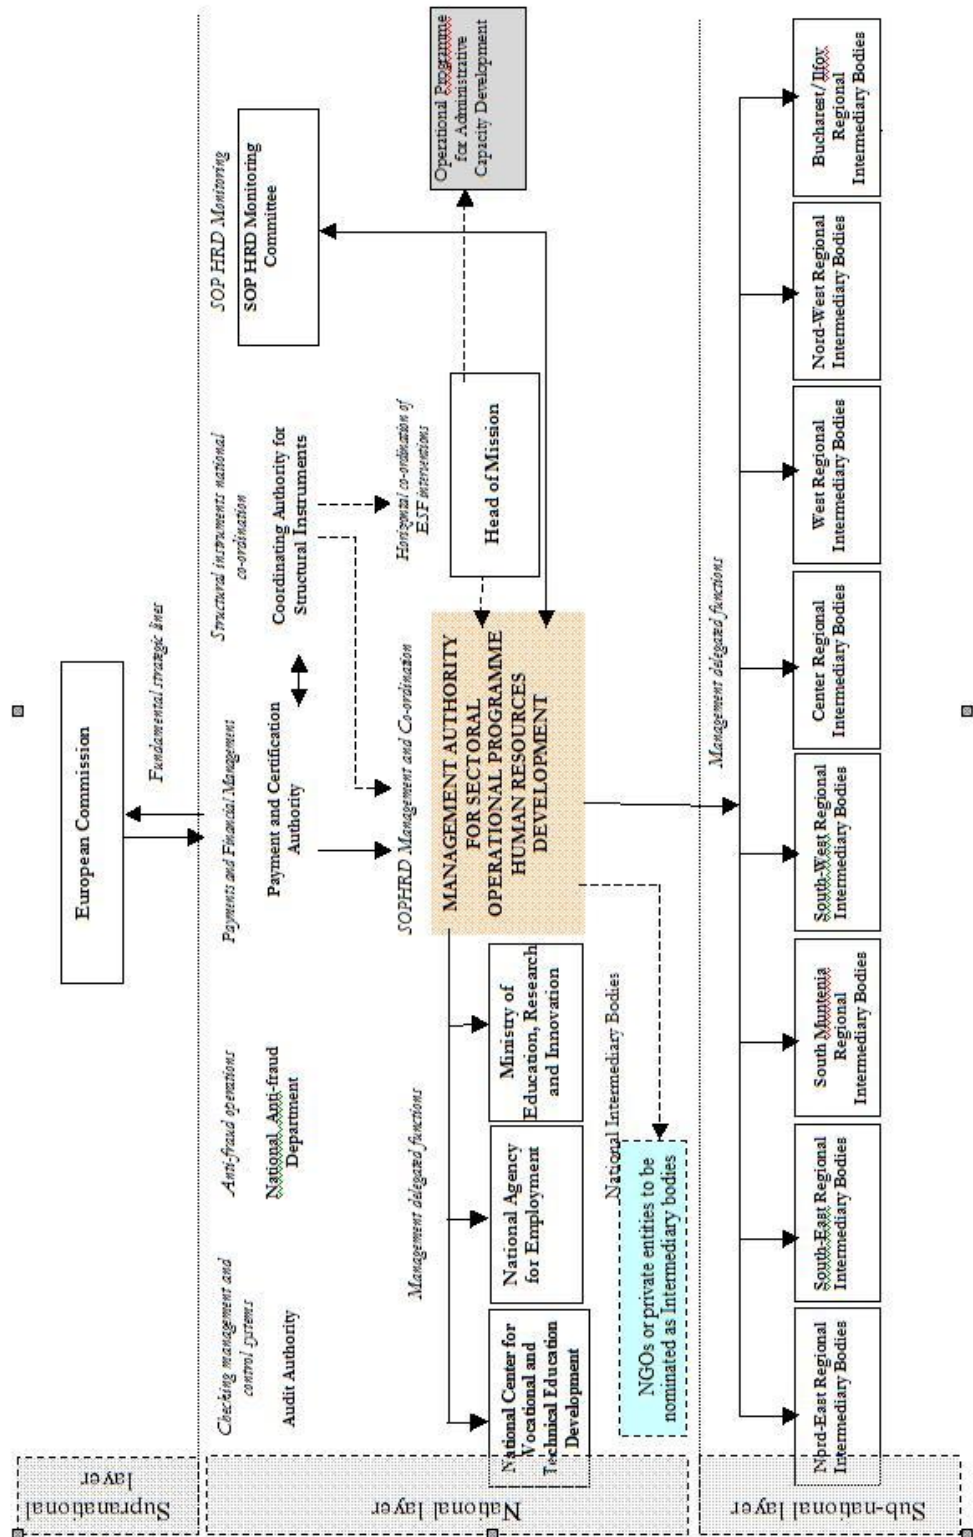 Supranational
layer
European Commission
Fundamental strategic lines
National layer
Checking management and
control systems
Audit Authority
Anti-fraud operations
National Anti-fraud
Department
Payments and Financial Management
Payment and Certification
Authority
Structural instruments national
co-ordination
Coordinating Authority for
Structural Instruments
SOP HRD Monitoring
SOP HRD Monitoring
Committee
Management delegated functions
SOPHRD Management and Co-ordination
Horizontal co-ordination of
ESF interventions
Operational Programme
for Administrative
Capacity Development
MANAGEMENT AUTHORITY
FOR SECTORAL
OPERATIONAL PROGRAMME
HUMAN RESOURCES
DEVELOPMENT
Head of Mission
National Center for
Vocational and
Technical Education
Development
National Agency
for Employment
Ministry of
Education, Research
and Innovation
National Intermediary Bodies
NGOs or private entities to be
nominated as Intermediary bodies
Sub-national layer
Management delegated functions
Nord-East Regional
Intermediary Bodies
South-East Regional
Intermediary Bodies
South Muntenia
Regional
Intermediary Bodies
South-West Regional
Intermediary Bodies
Center Regional
Intermediary Bodies
West Regional
Intermediary Bodies
Nord-West Regional
Intermediary Bodies
Bucharest/Ilfov
Regional
Intermediary Bodies